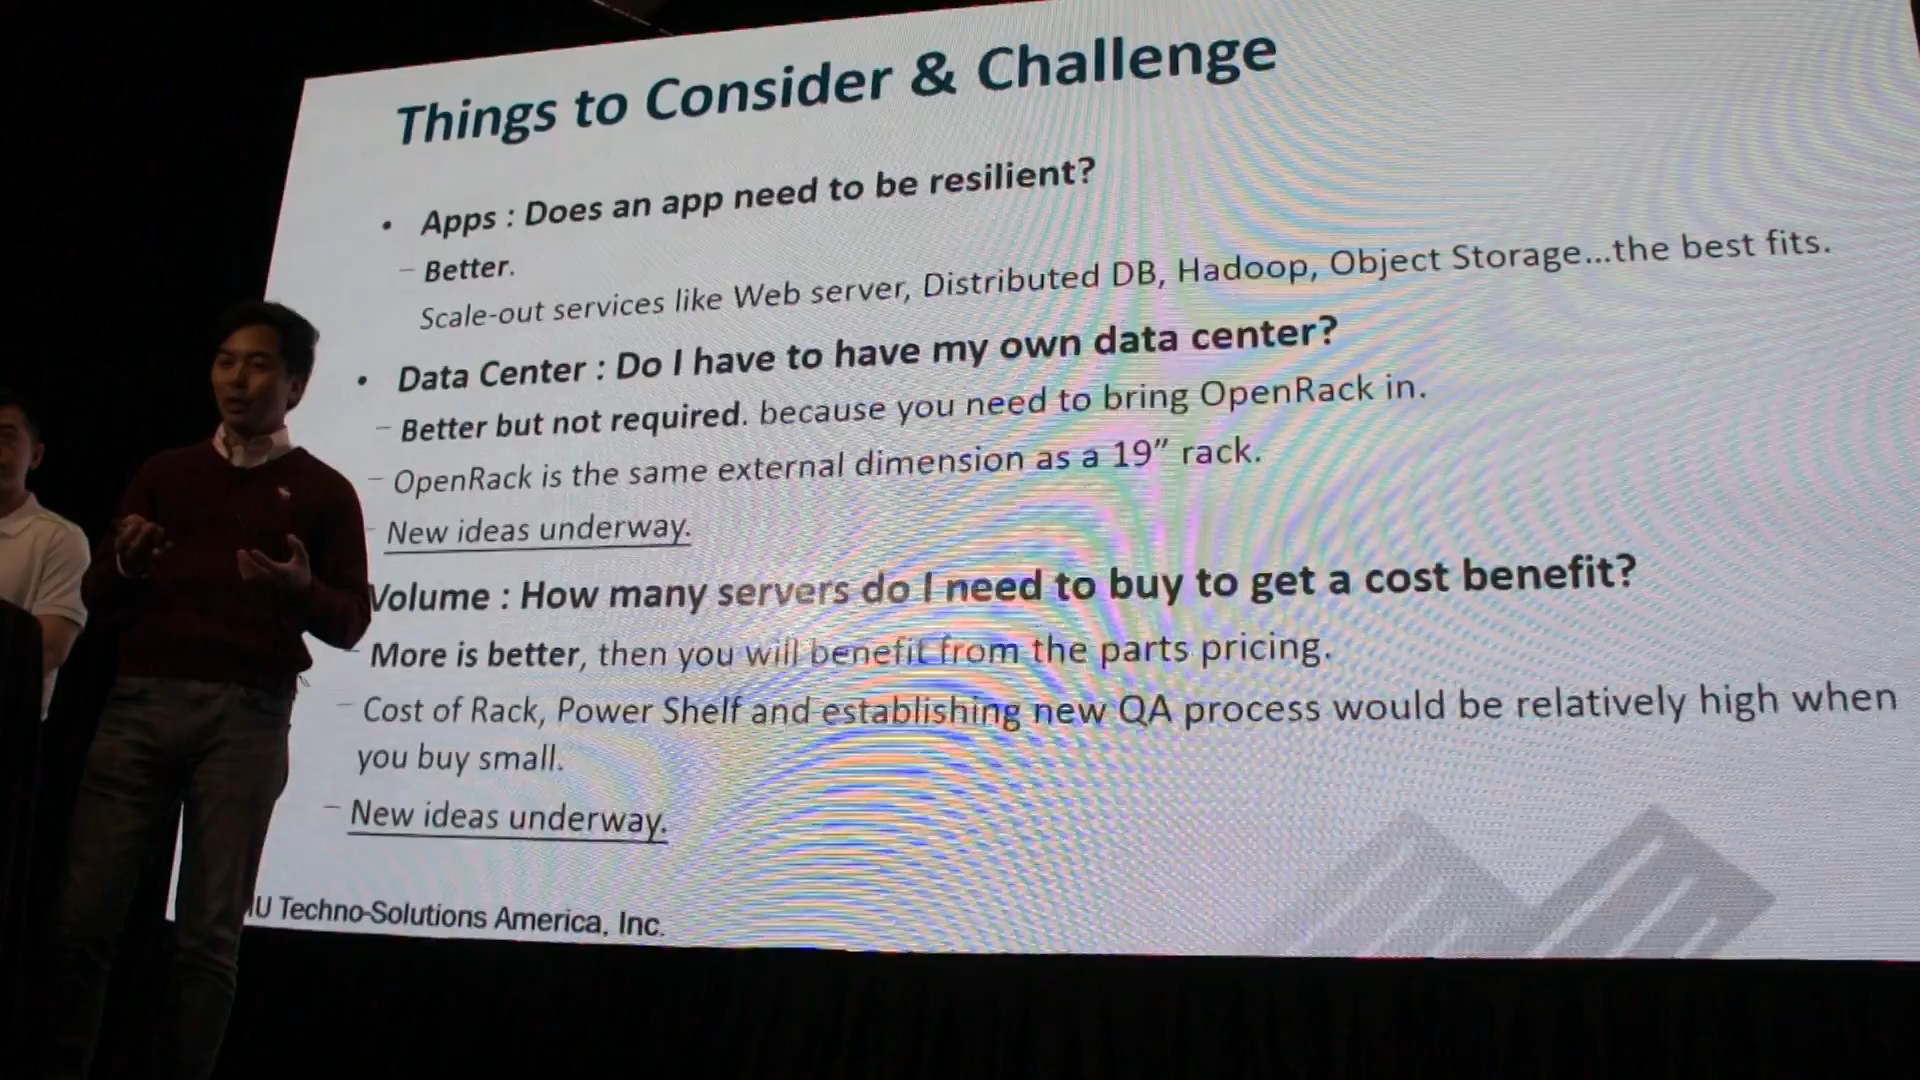 Things to Consider & Challenge
• Apps : Does an app need to be resilient?
– Better.
Scale-out services like Web server, Distributed DB, Hadoop, Object Storage...the best fits.
• Data Center : Do I have to have my own data center?
– Better but not required. because you need to bring OpenRack in.
– OpenRack is the same external dimension as a 19” rack.
– New ideas underway.
Volume : How many servers do I need to buy to get a cost benefit?
– More is better, then you will benefit from the parts pricing.
– Cost of Rack, Power Shelf and establishing new QA process would be relatively high when
you buy small.
– New ideas underway.
U Techno-Solutions America, Inc.